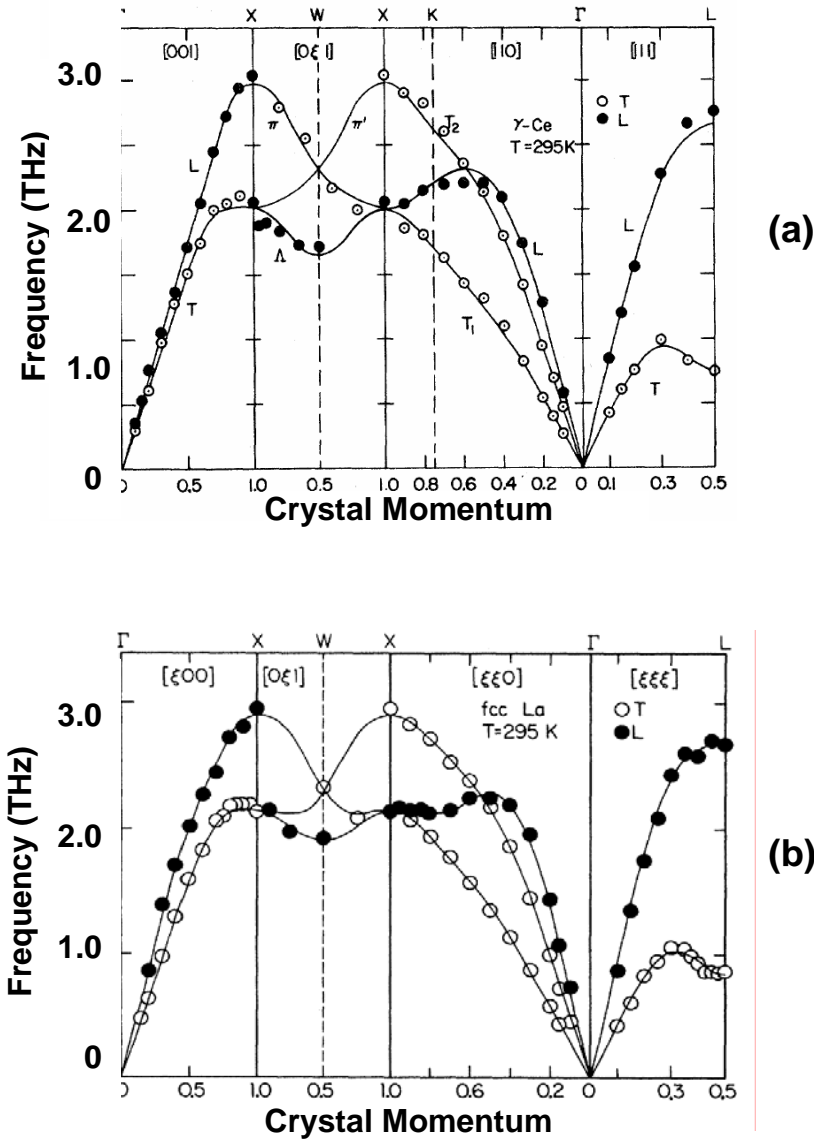 Γ X W X K Γ L
[001] [0ξ1] [110] [111]
3.0
π π' T₂ γ-Ce
T=295K
T
L
L
2.0
L
L
Λ
T
T₁
T
1.0
0
Frequency (THz)
(a)
0 0.5 1.0 0.5 1.0 0.8 0.6 0.4 0.2 0 0.1 0.3 0.5
Crystal Momentum
Γ X W X Γ L
[ξ00] [0ξ1] [ξξ0] [ξξξ]
3.0
fcc La
T=295 K
T
L
2.0
1.0
0
Frequency (THz)
(b)
0 0.5 1.0 0.5 1.0 0.6 0.2 0 0.3 0.5
Crystal Momentum